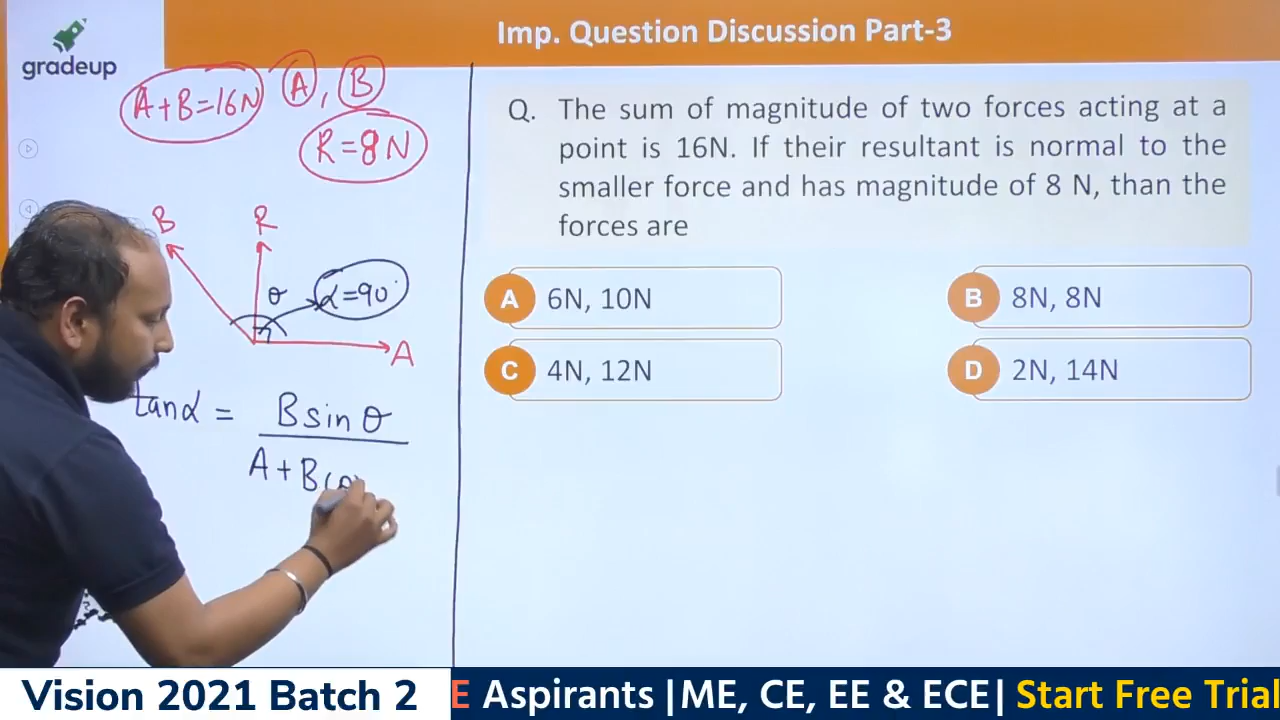 Imp. Question Discussion Part-3
gradeup
A+B=16N A, B
R=8N
Q. The sum of magnitude of two forces acting at a
point is 16N. If their resultant is normal to the
smaller force and has magnitude of 8 N, than the
forces are
A 6N, 10N
B 8N, 8N
C 4N, 12N
D 2N, 14N
B R
θ α=90°
A
tanα = B sin θ
A+B
Vision 2021 Batch 2
E Aspirants |ME, CE, EE & ECE| Start Free Trial